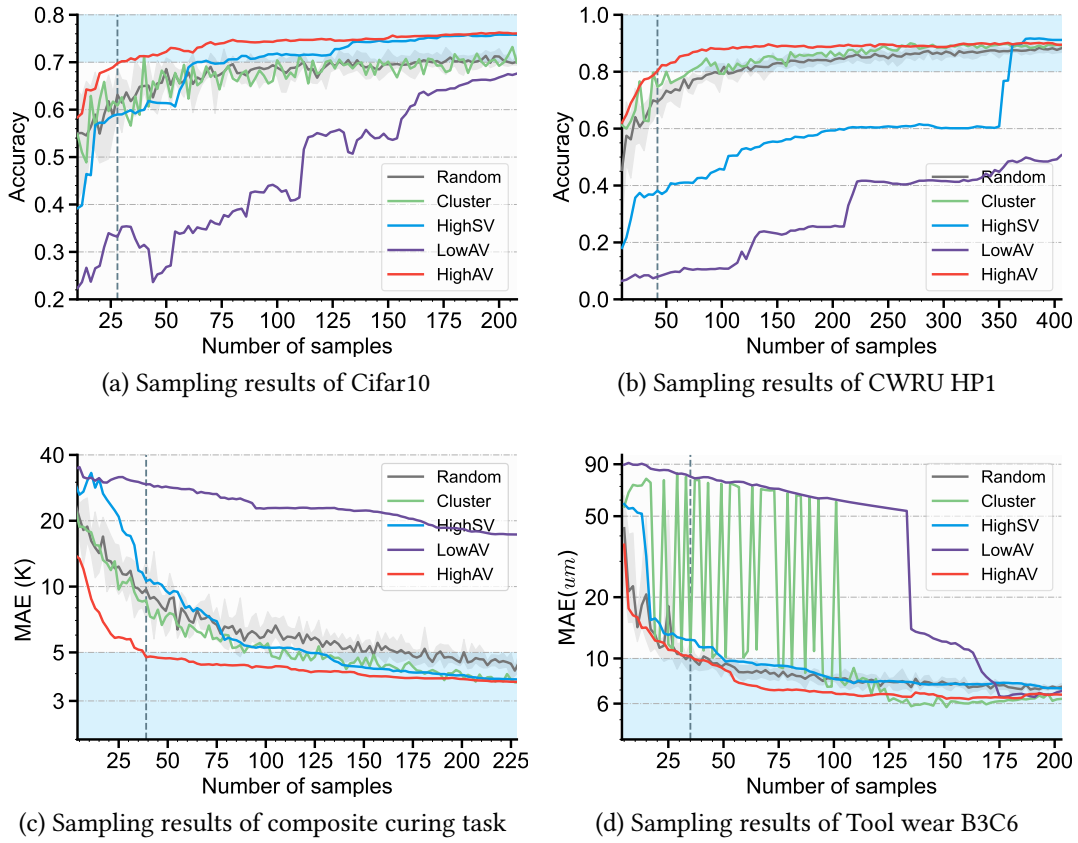 0.8
0.7
0.6
0.5
0.4
0.3
0.2
Accuracy
Random
Cluster
HighSV
LowAV
HighAV
25 50 75 100 125 150 175 200
Number of samples
(a) Sampling results of Cifar10
1.0
0.8
0.6
0.4
0.2
0.0
Accuracy
Random
Cluster
HighSV
LowAV
HighAV
50 100 150 200 250 300 350 400
Number of samples
(b) Sampling results of CWRU HP1
40
20
10
5
3
MAE (K)
Random
Cluster
HighSV
LowAV
HighAV
25 50 75 100 125 150 175 200 225
Number of samples
(c) Sampling results of composite curing task
90
50
20
10
6
MAE(um)
Random
Cluster
HighSV
LowAV
HighAV
25 50 75 100 125 150 175 200
Number of samples
(d) Sampling results of Tool wear B3C6